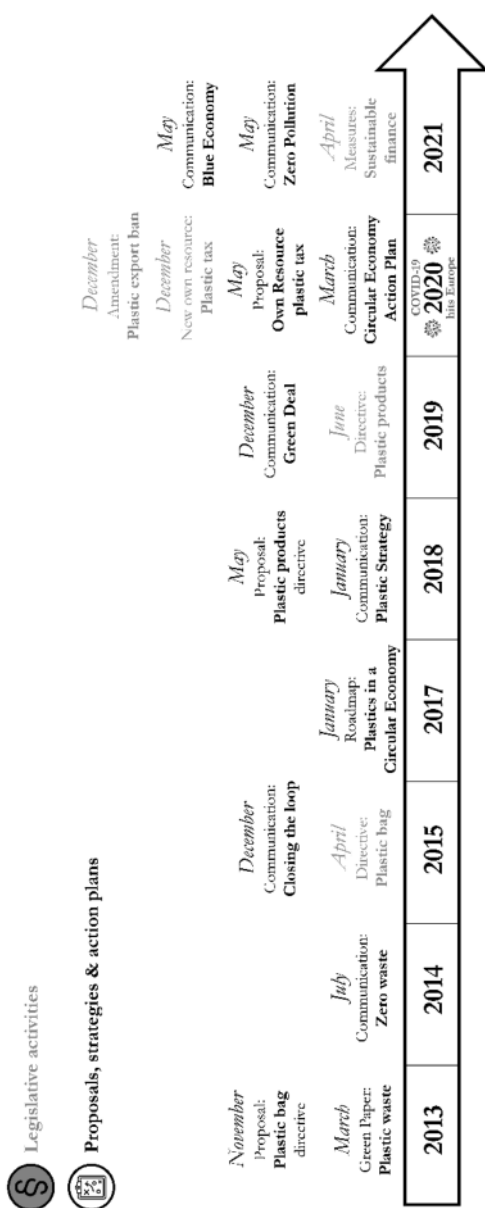 §
Legislative activities
Proposals, strategies & action plans
November
Proposal:
Plastic bag
directive
March
Green Paper:
Plastic waste
2013
July
Communication:
Zero waste
2014
December
Communication:
Closing the loop
April
Directive:
Plastic bag
2015
January
Roadmap:
Plastics in a
Circular Economy
2017
May
Proposal:
Plastic products
directive
January
Communication:
Plastic Strategy
2018
December
Communication:
Green Deal
June
Directive:
Plastic products
2019
December
Amendment:
Plastic export ban
December
New own resource:
Plastic tax
May
Proposal:
Own Resource
plastic tax
March
Communication:
Circular Economy
Action Plan
COVID-19
2020
hits Europe
May
Communication:
Blue Economy
May
Communication:
Zero Pollution
April
Measures:
Sustainable
finance
2021